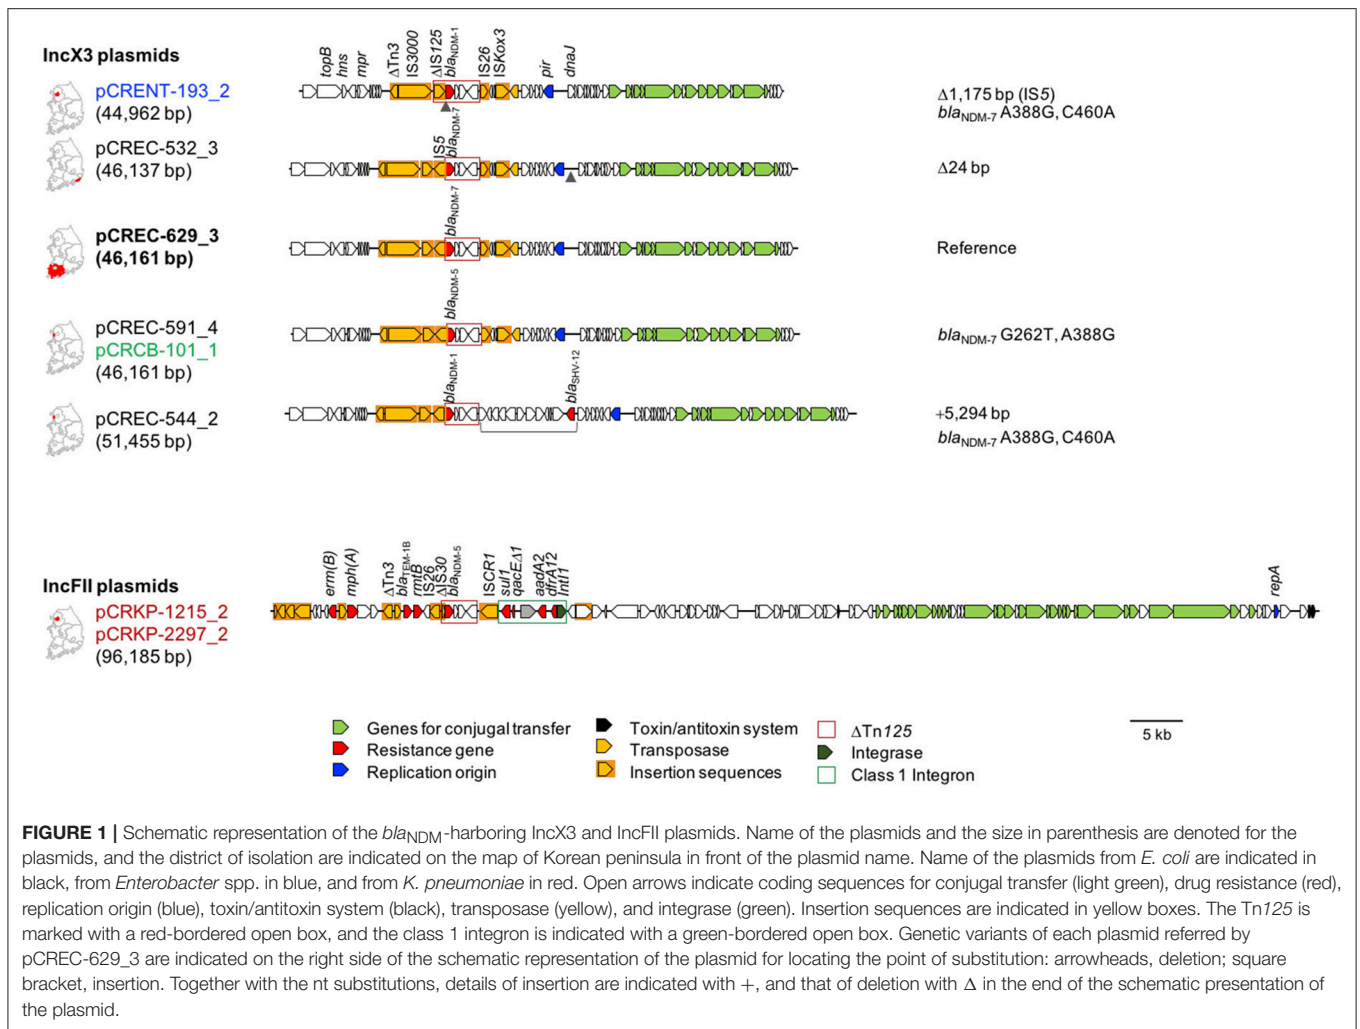 IncX3 plasmids
topB
hns
mpr
ΔTn3
IS3000
ΔIS125
blaNDM-1
IS26
ISKox3
pir
dnaJ
pCRENT-193_2
(44,962 bp)
Δ1,175 bp (IS5)
blaNDM-7 A388G, C460A
IS5
blaNDM-7
pCREC-532_3
(46,137 bp)
Δ24 bp
blaNDM-7
pCREC-629_3
(46,161 bp)
Reference
blaNDM-5
pCREC-591_4
pCRCB-101_1
(46,161 bp)
blaNDM-7 G262T, A388G
blaNDM-1
blaSHV-12
pCREC-544_2
(51,455 bp)
+5,294 bp
blaNDM-7 A388G, C460A
IncFII plasmids
erm(B)
mph(A)
ΔTn3
blaTEM-1B
rmtB
IS26
ΔIS30
blaNDM-5
ISCR1
sul1
qacEΔ1
aadA2
dfrA12
IntI1
repA
pCRKP-1215_2
pCRKP-2297_2
(96,185 bp)
Genes for conjugal transfer
Resistance gene
Replication origin
Toxin/antitoxin system
Transposase
Insertion sequences
ΔTn125
Integrase
Class 1 Integron
5 kb
FIGURE 1 | Schematic representation of the blaNDM-harboring IncX3 and IncFII plasmids. Name of the plasmids and the size in parenthesis are denoted for the
plasmids, and the district of isolation are indicated on the map of Korean peninsula in front of the plasmid name. Name of the plasmids from E. coli are indicated in
black, from Enterobacter spp. in blue, and from K. pneumoniae in red. Open arrows indicate coding sequences for conjugal transfer (light green), drug resistance (red),
replication origin (blue), toxin/antitoxin system (black), transposase (yellow), and integrase (green). Insertion sequences are indicated in yellow boxes. The Tn125 is
marked with a red-bordered open box, and the class 1 integron is indicated with a green-bordered open box. Genetic variants of each plasmid referred by
pCREC-629_3 are indicated on the right side of the schematic representation of the plasmid for locating the point of substitution: arrowheads, deletion; square
bracket, insertion. Together with the nt substitutions, details of insertion are indicated with +, and that of deletion with Δ in the end of the schematic presentation of
the plasmid.